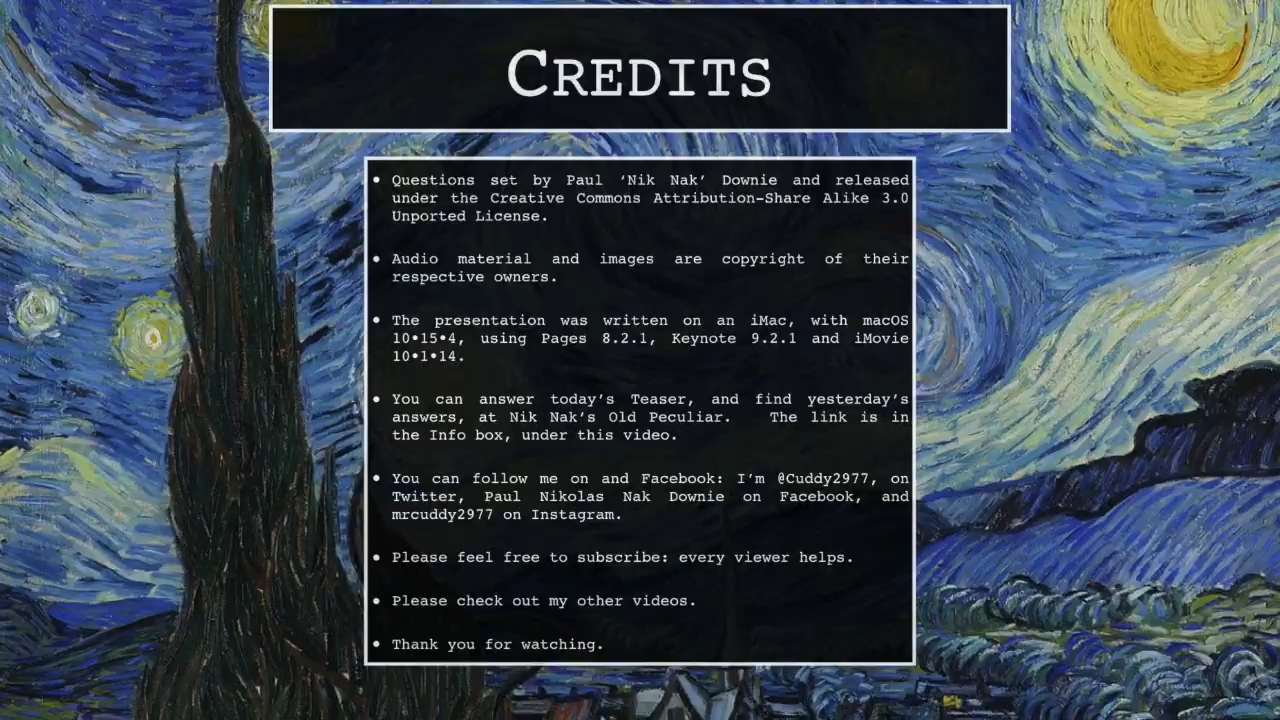 CREDITS
• Questions set by Paul ‘Nik Nak’ Downie and released
under the Creative Commons Attribution-Share Alike 3.0
Unported License.
• Audio material and images are copyright of their
respective owners.
• The presentation was written on an iMac, with macOS
10•15•4, using Pages 8.2.1, Keynote 9.2.1 and iMovie
10•1•14.
• You can answer today’s Teaser, and find yesterday’s
answers, at Nik Nak’s Old Peculiar. The link is in
the Info box, under this video.
• You can follow me on and Facebook: I’m @Cuddy2977, on
Twitter, Paul Nikolas Nak Downie on Facebook, and
mrcuddy2977 on Instagram.
• Please feel free to subscribe: every viewer helps.
• Please check out my other videos.
• Thank you for watching.